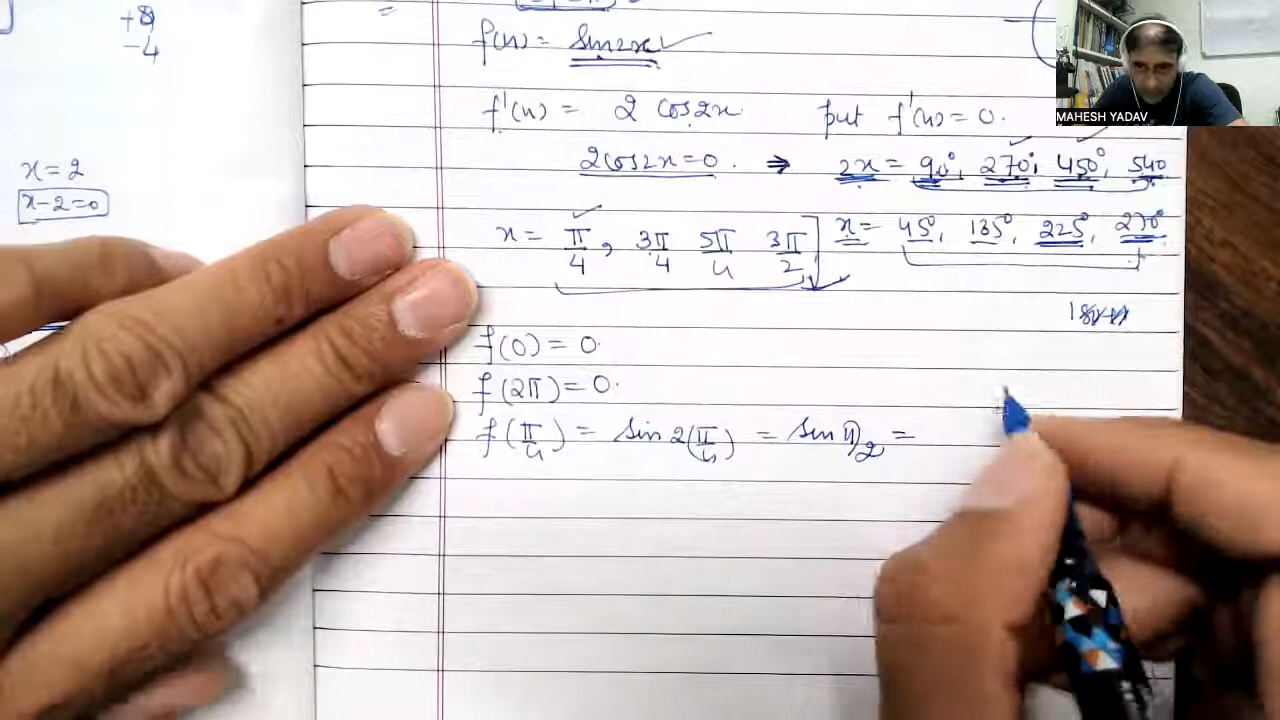 +8
-4
=
x = 2
x-2=0
f(x) = sin2x ✓
f'(x) = 2 cos2x. put f'(x) = 0.
2cos2x = 0. ⇒ 2x = 90°, 270°, 450°, 540
x = π/4, 3π/4 5π/4 3π/2 x = 45°, 135°, 225°, 270°
f(0) = 0.
f(2π) = 0.
f(π/4) = sin 2(π/4) = sin π/2 =
MAHESH YADAV